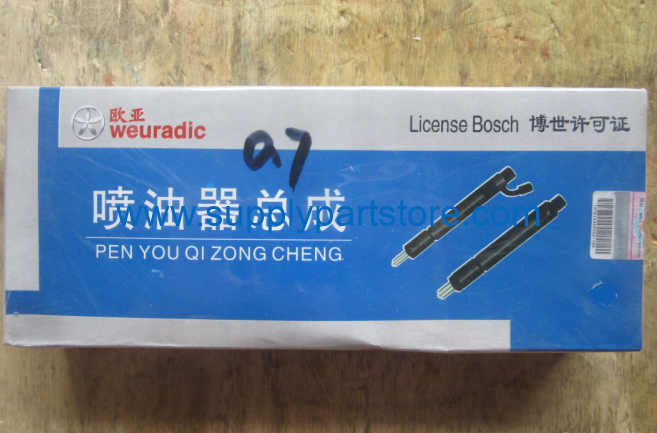 欧亚
weuradic
License Bosch 博世许可证
喷油器总成
www.supplypartstore.com
PEN YOU QI ZONG CHENG